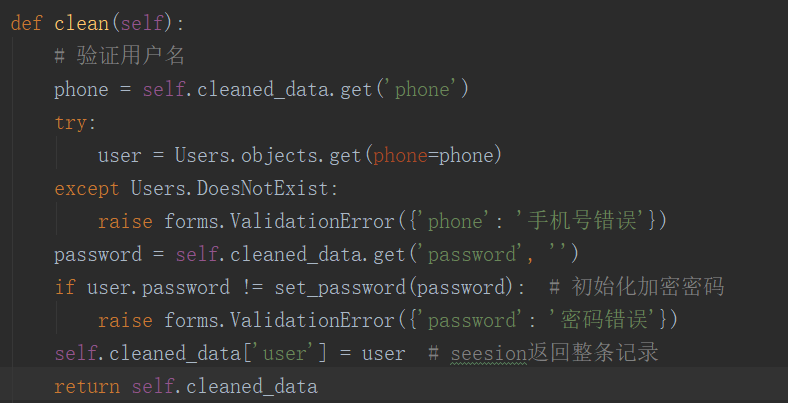 def clean(self):
    # 验证用户名
    phone = self.cleaned_data.get('phone')
    try:
        user = Users.objects.get(phone=phone)
    except Users.DoesNotExist:
        raise forms.ValidationError({'phone': '手机号错误'})
    password = self.cleaned_data.get('password', '')
    if user.password != set_password(password):  # 初始化加密密码
        raise forms.ValidationError({'password': '密码错误'})
    self.cleaned_data['user'] = user  # seesion返回整条记录
    return self.cleaned_data